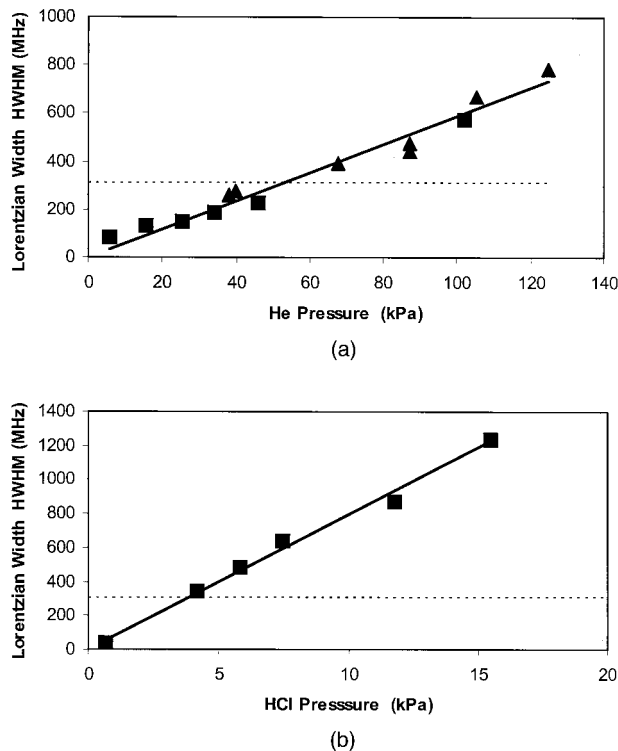 Lorentzian Width HWHM (MHz)
1000
800
600
400
200
0
0 20 40 60 80 100 120 140
He Pressure (kPa)
(a)
Lorentzian Width HWHM (MHz)
1400
1200
1000
800
600
400
200
0
0 5 10 15 20
HCl Presssure (kPa)
(b)